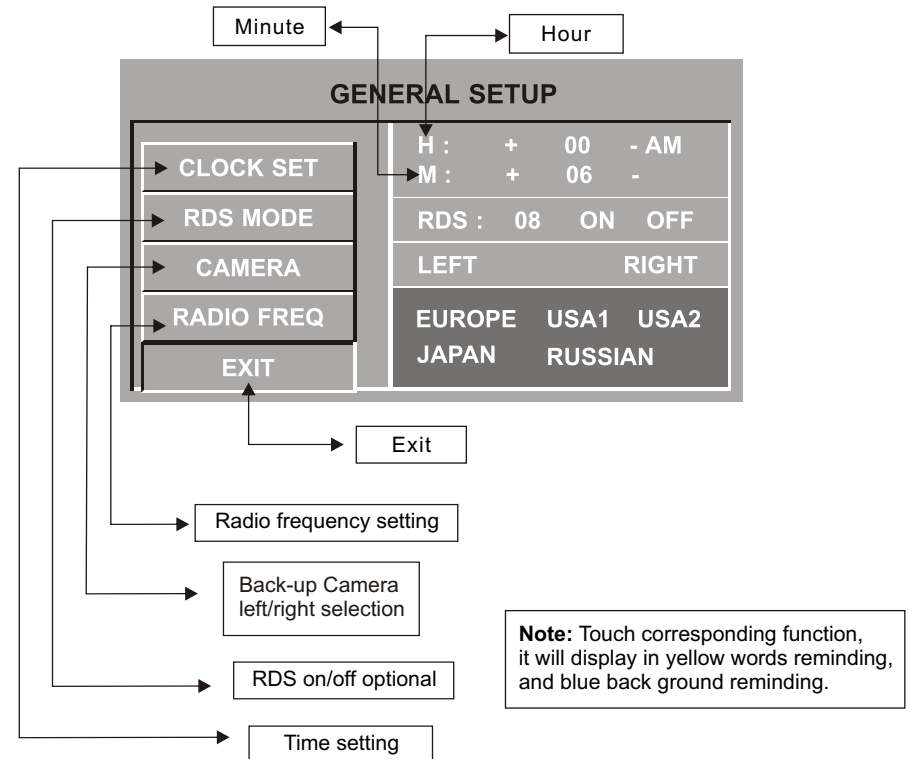 Minute
Hour
GENERAL SETUP
H : + 00 - AM
CLOCK SET
M : + 06 -
RDS MODE
RDS : 08 ON OFF
CAMERA
LEFT RIGHT
RADIO FREQ
EUROPE USA1 USA2
JAPAN RUSSIAN
EXIT
Exit
Radio frequency setting
Back-up Camera
left/right selection
Note: Touch corresponding function,
it will display in yellow words reminding,
and blue back ground reminding.
RDS on/off optional
Time setting